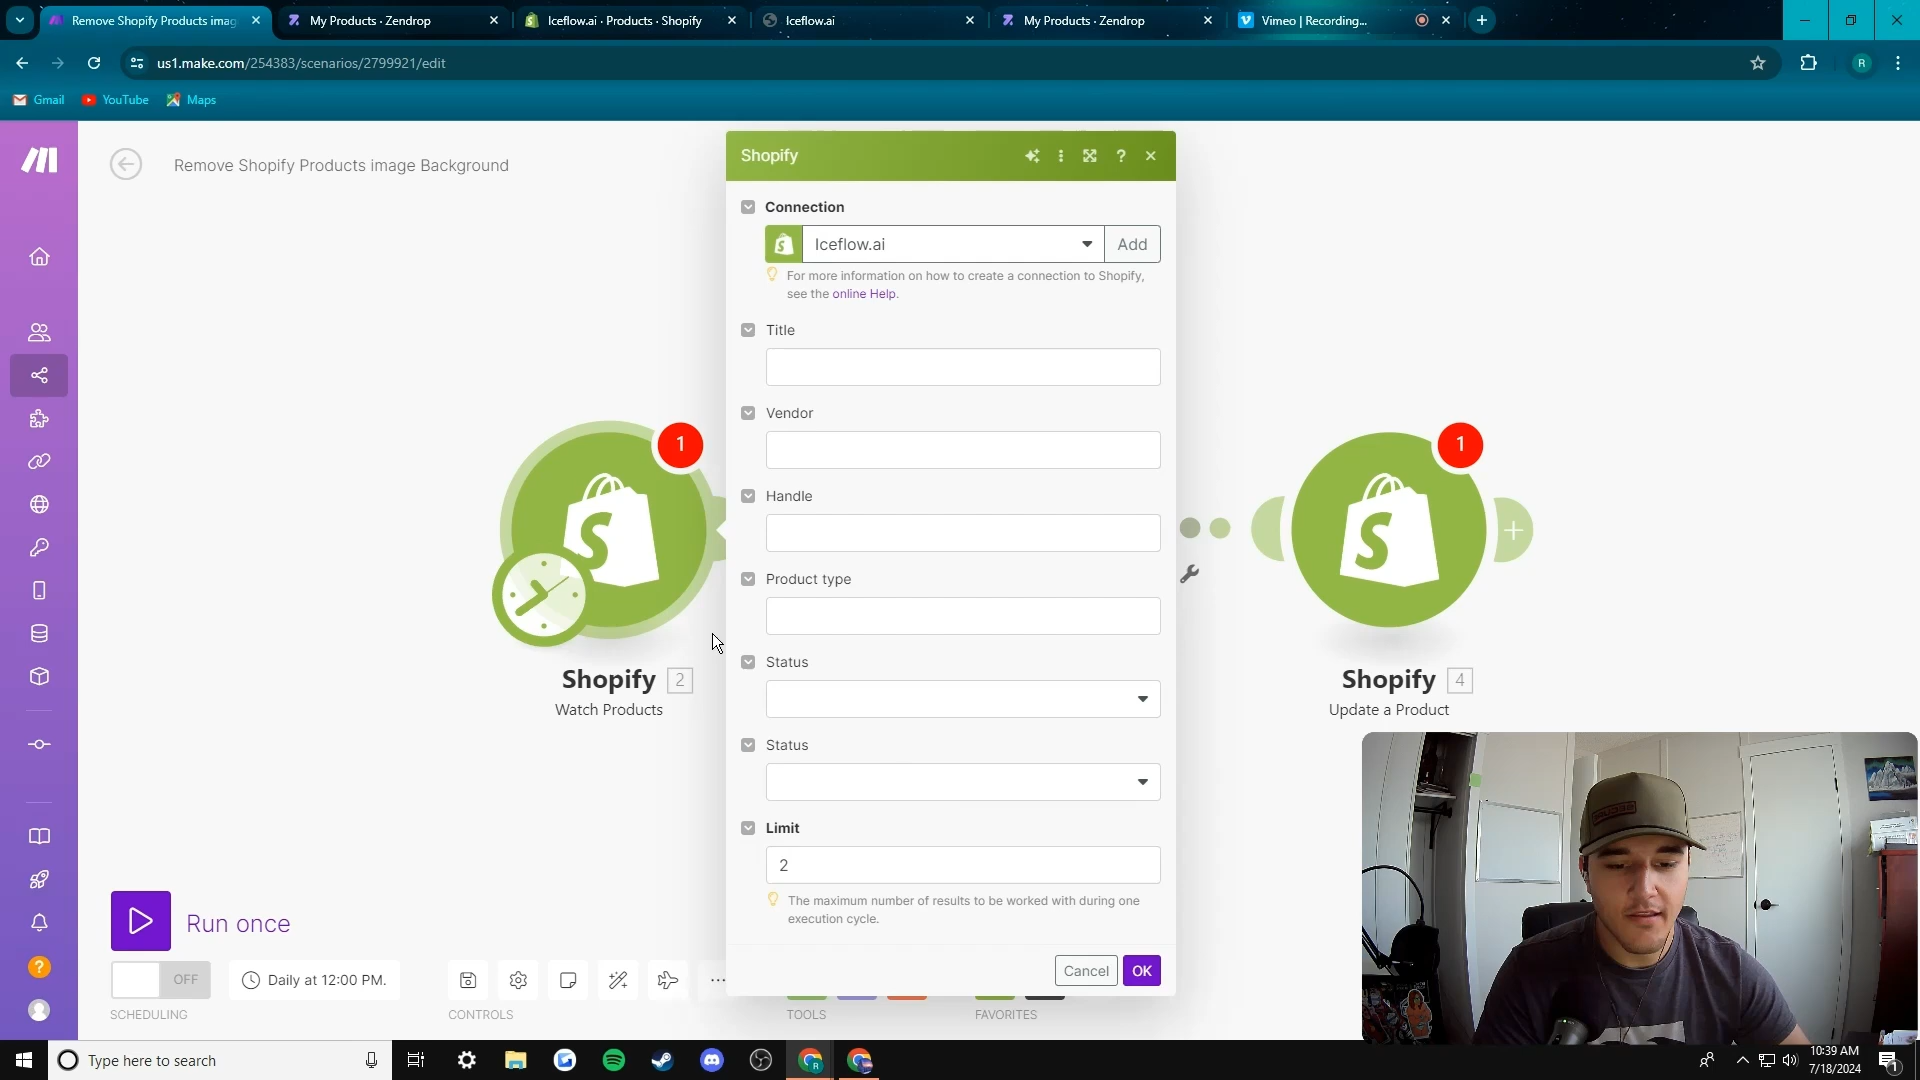 Remove Shopify Products imag
My Products · Zendrop
Iceflow.ai · Products · Shopify
Iceflow.ai
My Products · Zendrop
Vimeo | Recording...
us1.make.com/254383/scenarios/2799921/edit
R
Gmail
YouTube
Maps
Remove Shopify Products image Background
Shopify
?
Connection
Iceflow.ai
Add
For more information on how to create a connection to Shopify,
see the online Help.
Title
Vendor
Handle
Product type
Status
Status
Limit
2
The maximum number of results to be worked with during one
execution cycle.
Cancel
OK
1
Shopify 2
Watch Products
1
Shopify 4
Update a Product
Run once
OFF
Daily at 12:00 PM.
SCHEDULING
CONTROLS
TOOLS
FAVORITES
?
Type here to search
10:39 AM
7/18/2024
1